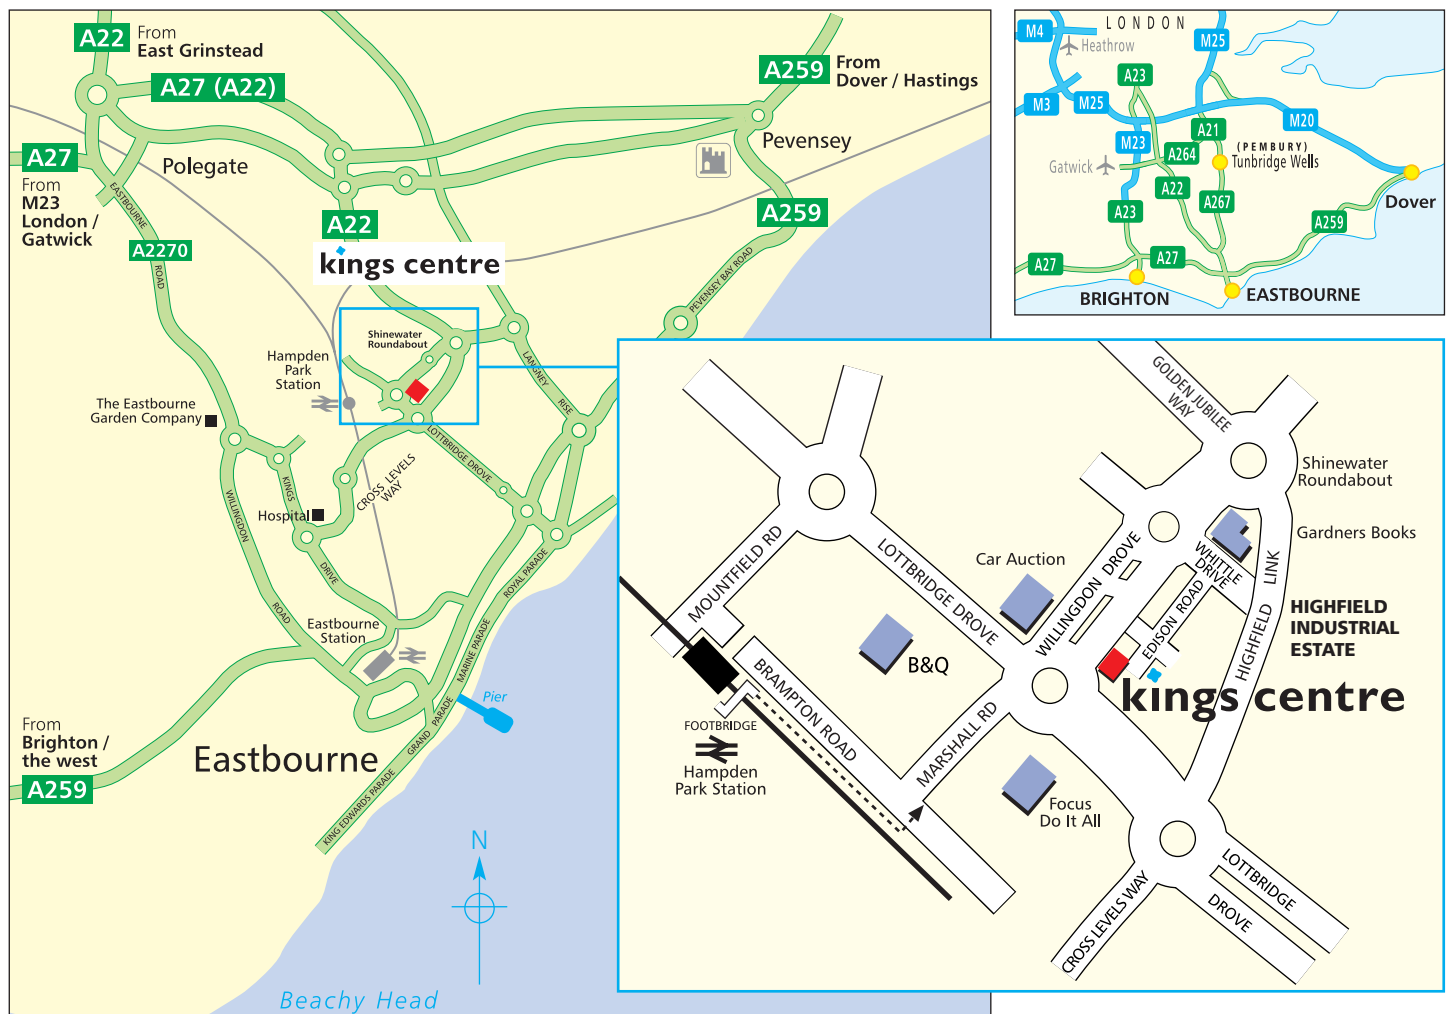 A22
From
East Grinstead
A27 (A22)
A259
From
Dover / Hastings
Pevensey
A27
From
M23
London /
Gatwick
Polegate
EASTBOURNE
ROAD
A2270
A22
kings centre
A259
PEVENSEY BAY ROAD
Shinewater
Roundabout
Hampden
Park
Station
LANGNEY
RISE
The Eastbourne
Garden Company
LOTTBRIDGE DROVE
CROSS LEVELS
WAY
KINGS
DRIVE
Hospital
WILLINGDON
ROAD
Eastbourne
Station
ROYAL PARADE
MARINE PARADE
GRAND PARADE
KING EDWARDS PARADE
Pier
From
Brighton /
the west
A259
Eastbourne
N
Beachy Head
LONDON
M4
Heathrow
M25
A23
M3
M25
M20
M23
A21
A264
(PEMBURY)
Tunbridge Wells
Gatwick
A22
A267
A23
Dover
A259
A27
A27
BRIGHTON
EASTBOURNE
GOLDEN JUBILEE
WAY
Shinewater
Roundabout
Gardners Books
MOUNTFIELD RD
LOTTBRIDGE DROVE
Car Auction
WILLINGDON DROVE
WHITTLE
DRIVE
EDISON ROAD
HIGHFIELD LINK
HIGHFIELD
INDUSTRIAL
ESTATE
B&Q
kings centre
BRAMPTON ROAD
MARSHALL RD
FOOTBRIDGE
Hampden
Park Station
Focus
Do It All
LOTTBRIDGE
DROVE
CROSS LEVELS WAY